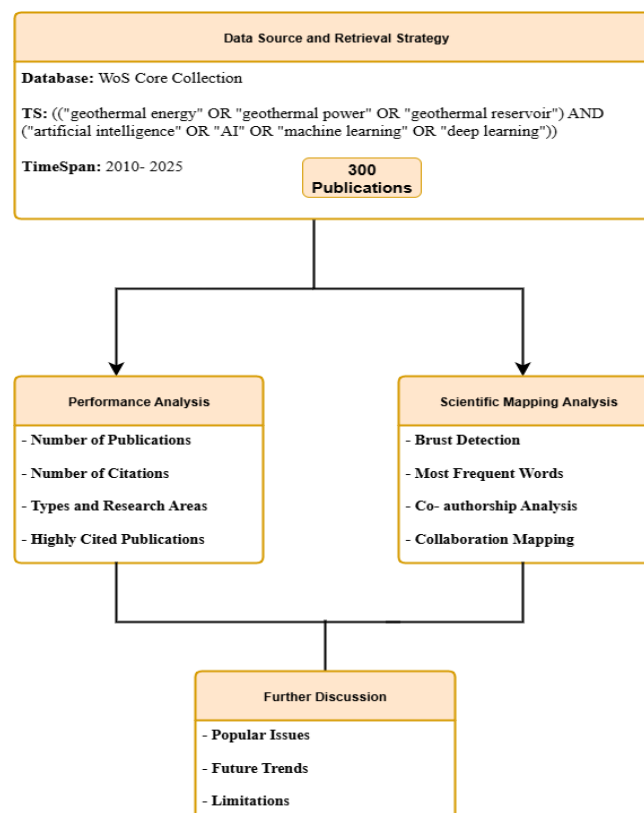 Data Source and Retrieval Strategy
Database: WoS Core Collection
TS: (("geothermal energy" OR "geothermal power" OR "geothermal reservoir") AND
("artificial intelligence" OR "AI" OR "machine learning" OR "deep learning"))
TimeSpan: 2010- 2025
300
Publications
Performance Analysis
- Number of Publications
- Number of Citations
- Types and Research Areas
- Highly Cited Publications
Scientific Mapping Analysis
- Brust Detection
- Most Frequent Words
- Co- authorship Analysis
- Collaboration Mapping
Further Discussion
- Popular Issues
- Future Trends
- Limitations